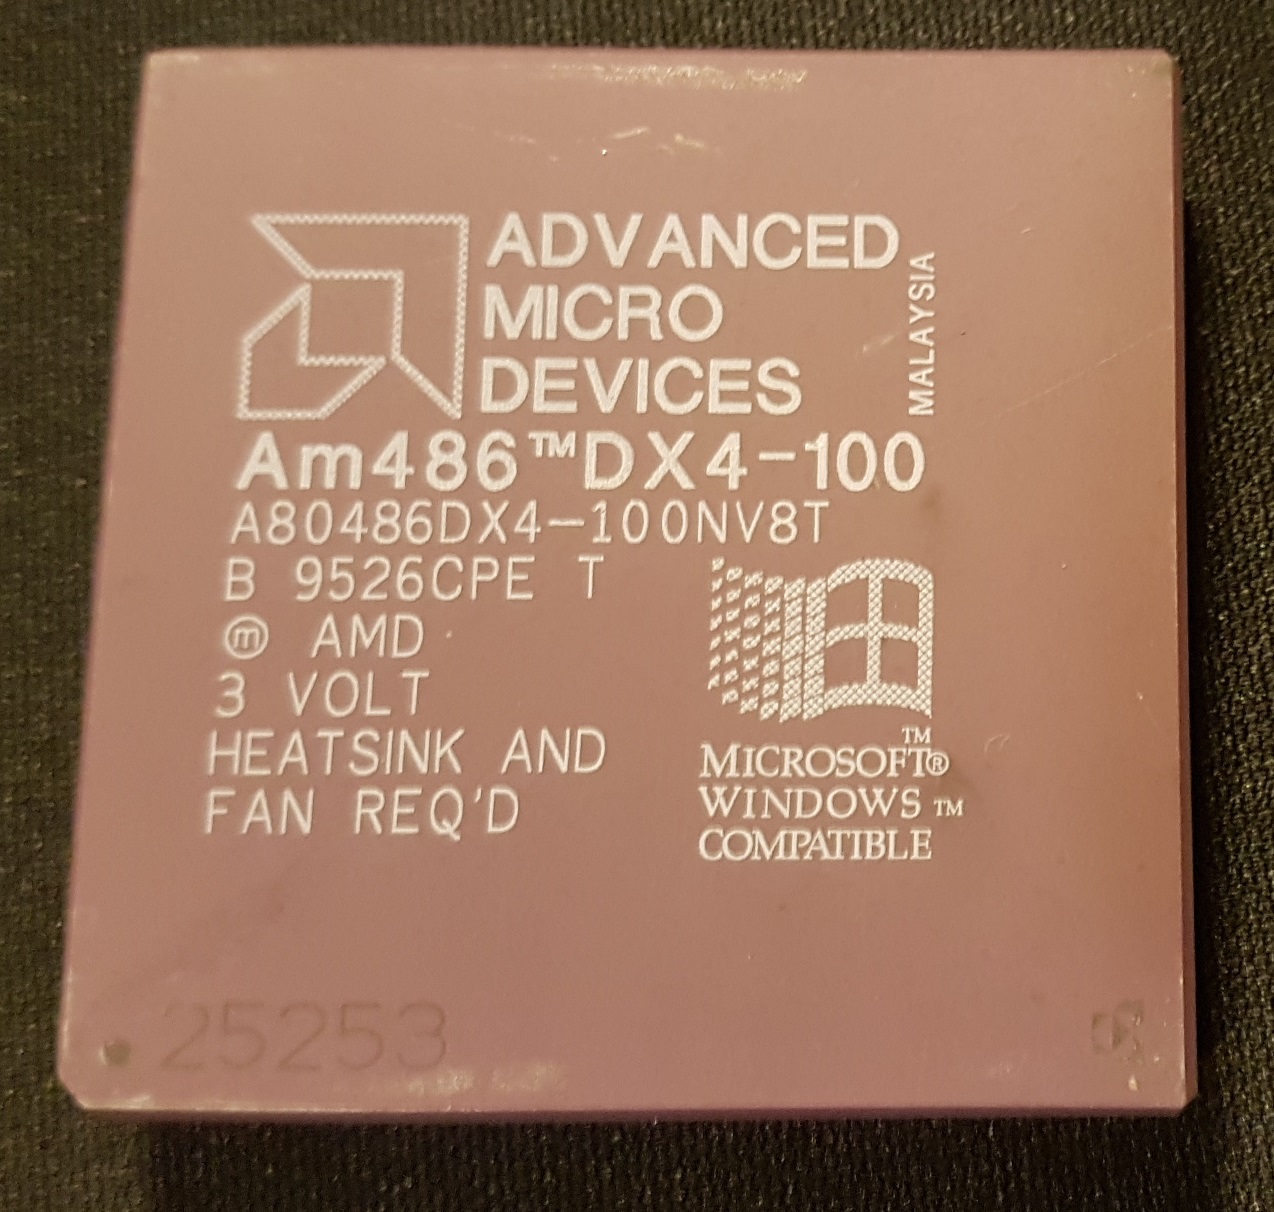 ADVANCED
MICRO
DEVICES
MALAYSIA
Am486™DX4-100
A80486DX4-100NV8T
B 9526CPE T
ⓜ AMD
3 VOLT
HEATSINK AND
FAN REQ'D
™
MICROSOFT®
WINDOWS™
COMPATIBLE
25253